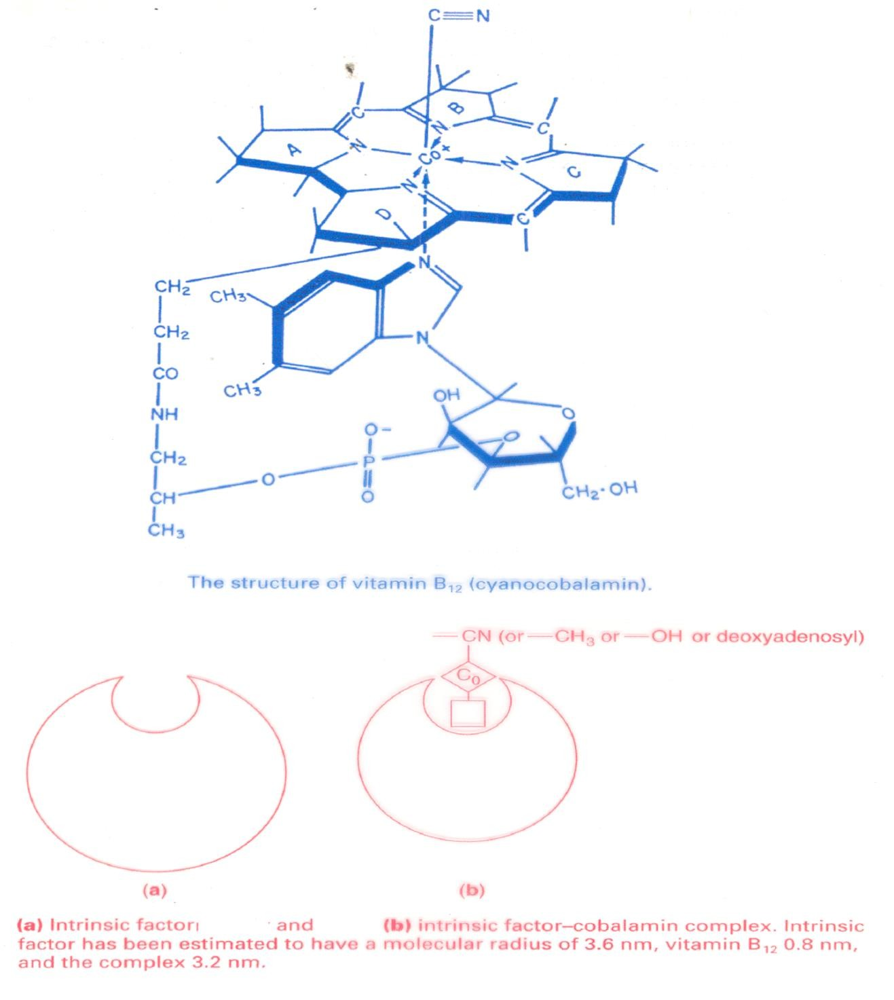 C≡N
B
C
N
C
A
N
Co+
N
C
N
D
C
N
CH2
CH3
CH2
N
CO
CH3
OH
O
NH
O−
O
CH2
P
O
CH
O
CH2·OH
CH3
The structure of vitamin B12 (cyanocobalamin).
—CN (or—CH3 or—OH or deoxyadenosyl)
Co
(a)
(b)
(a) Intrinsic factor and (b) intrinsic factor–cobalamin complex. Intrinsic
factor has been estimated to have a molecular radius of 3.6 nm, vitamin B12 0.8 nm,
and the complex 3.2 nm.